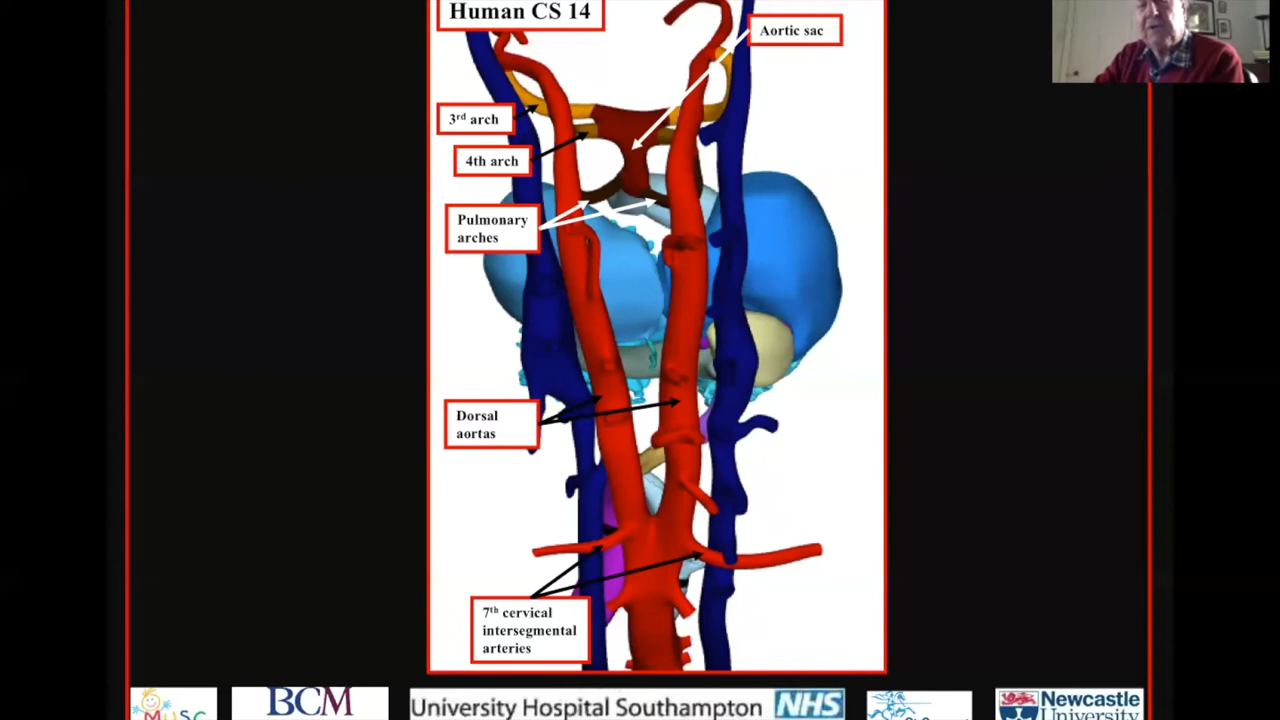 Human CS 14
Aortic sac
3rd arch
4th arch
Pulmonary
arches
Dorsal
aortas
7th cervical
intersegmental
arteries
MUSC
BCM
University Hospital Southampton
NHS
Newcastle
University